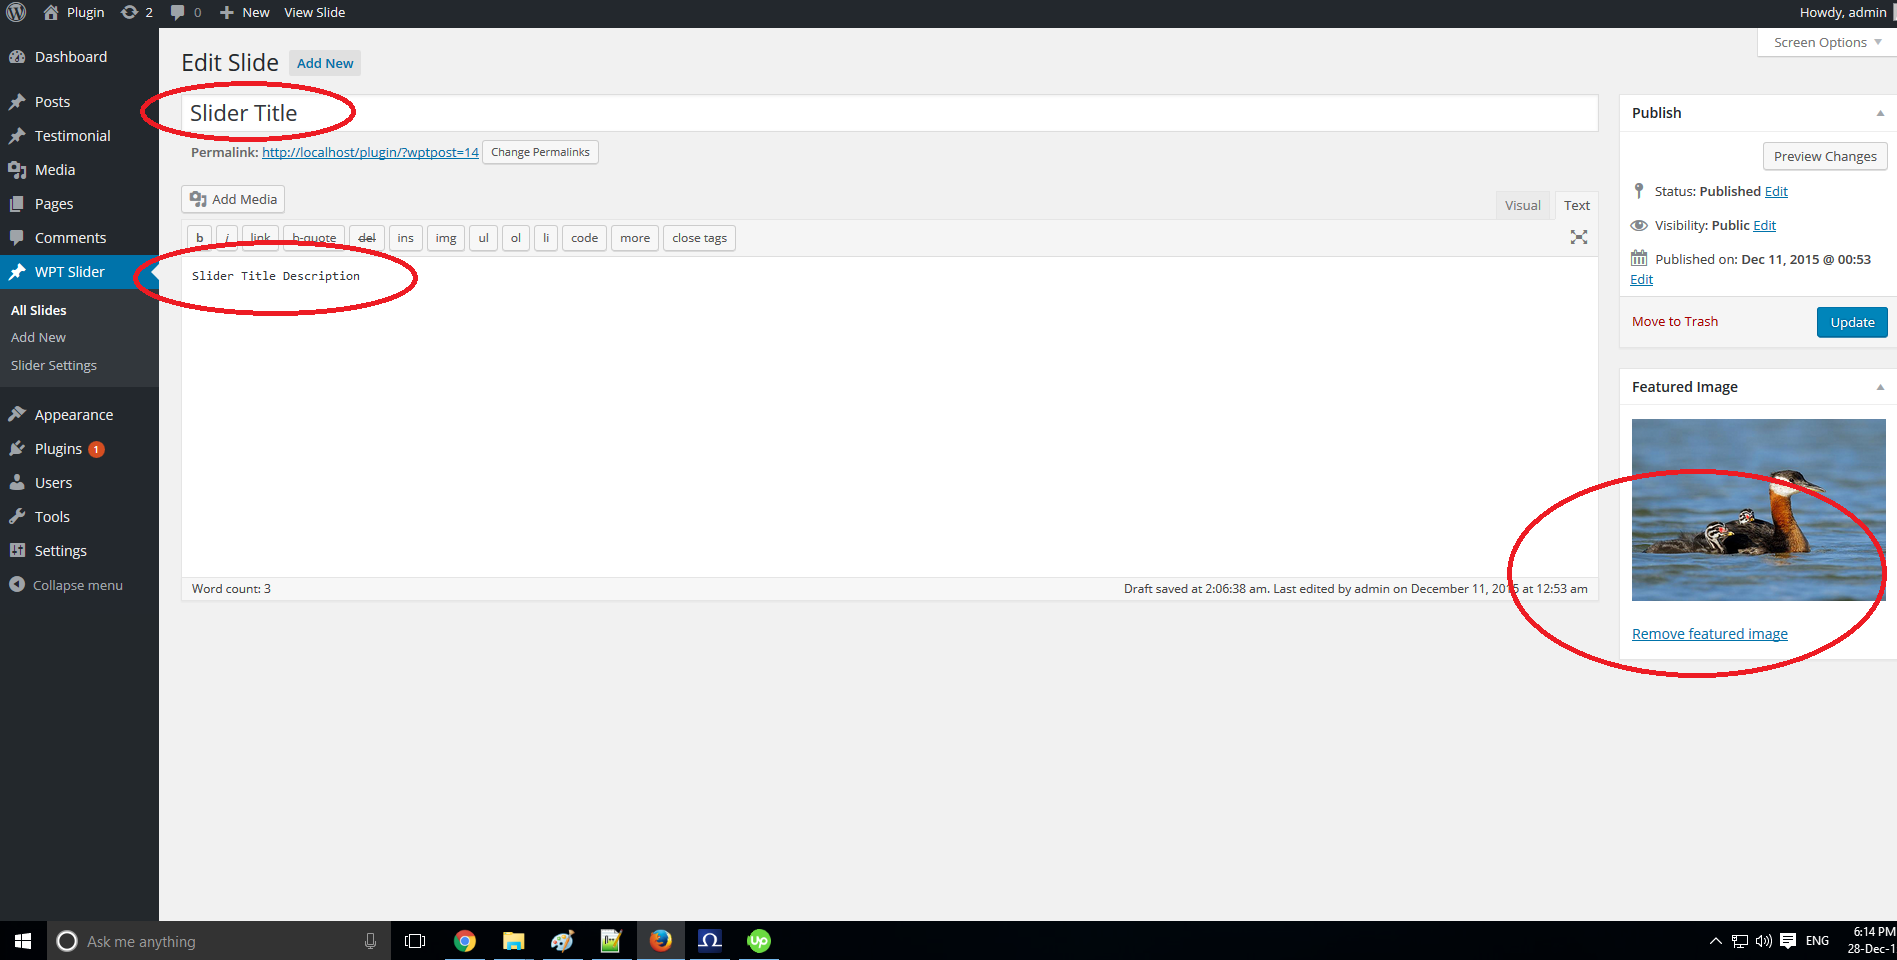 Plugin 2 0 New View Slide Howdy, admin
Screen Options
Dashboard
Posts
Testimonial
Media
Pages
Comments
WPT Slider
All Slides
Add New
Slider Settings
Appearance
Plugins 1
Users
Tools
Settings
Collapse menu
Edit Slide Add New
Slider Title
Permalink: http://localhost/plugin/?wptpost=14 Change Permalinks
Add Media
Visual Text
b i link b-quote del ins img ul ol li code more close tags
Slider Title Description
Word count: 3
Draft saved at 2:06:38 am. Last edited by admin on December 11, 2015 at 12:53 am
Publish
Preview Changes
Status: Published Edit
Visibility: Public Edit
Published on: Dec 11, 2015 @ 00:53
Edit
Move to Trash Update
Featured Image
Remove featured image
Ask me anything
Up
ENG
6:14 PM
28-Dec-1